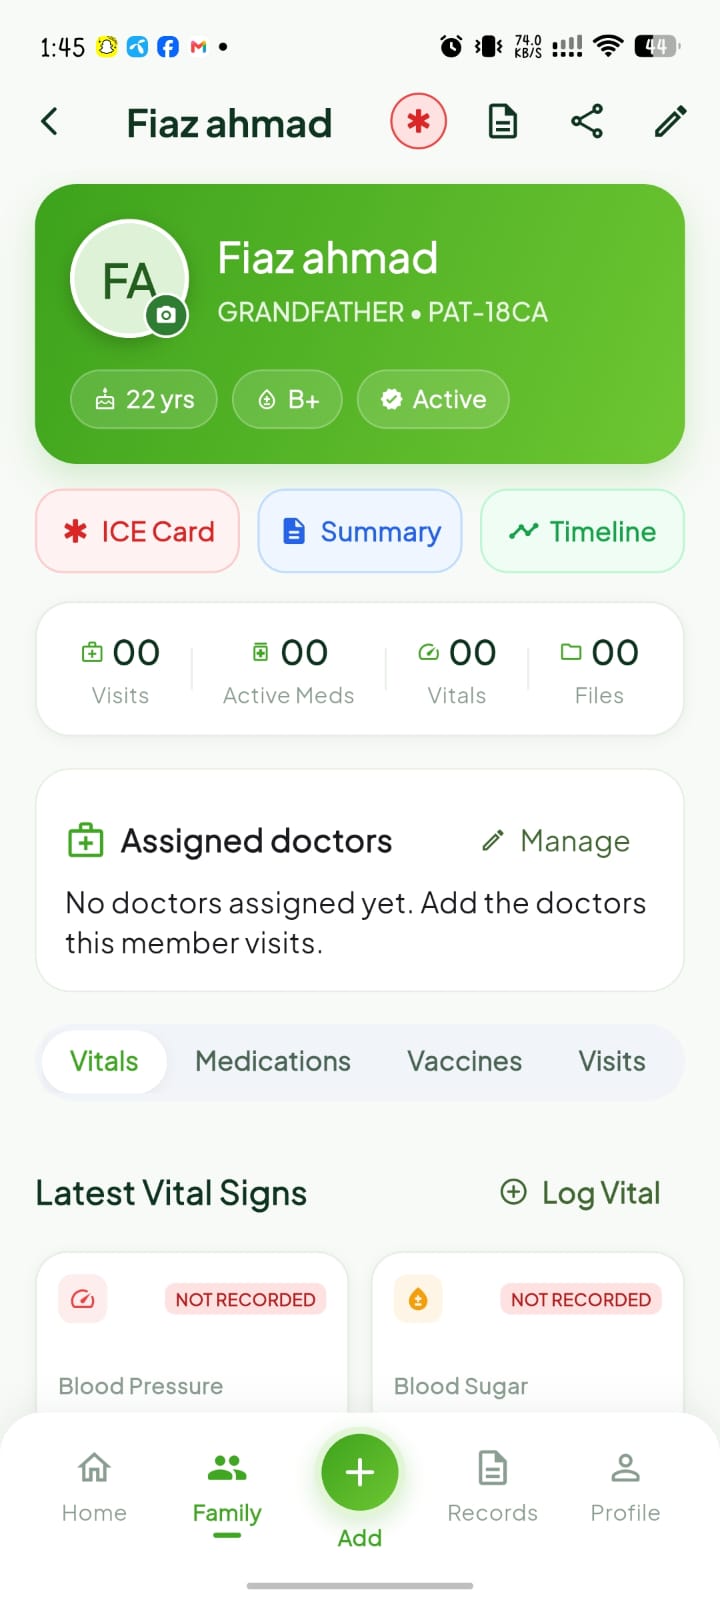 1:45
74.0
KB/S
44
Fiaz ahmad
FA
Fiaz ahmad
GRANDFATHER • PAT-18CA
22 yrs
B+
Active
ICE Card
Summary
Timeline
00
00
00
00
Visits
Active Meds
Vitals
Files
Assigned doctors
Manage
No doctors assigned yet. Add the doctors
this member visits.
Vitals
Medications
Vaccines
Visits
Latest Vital Signs
Log Vital
NOT RECORDED
NOT RECORDED
Blood Pressure
Blood Sugar
Home
Family
Add
Records
Profile